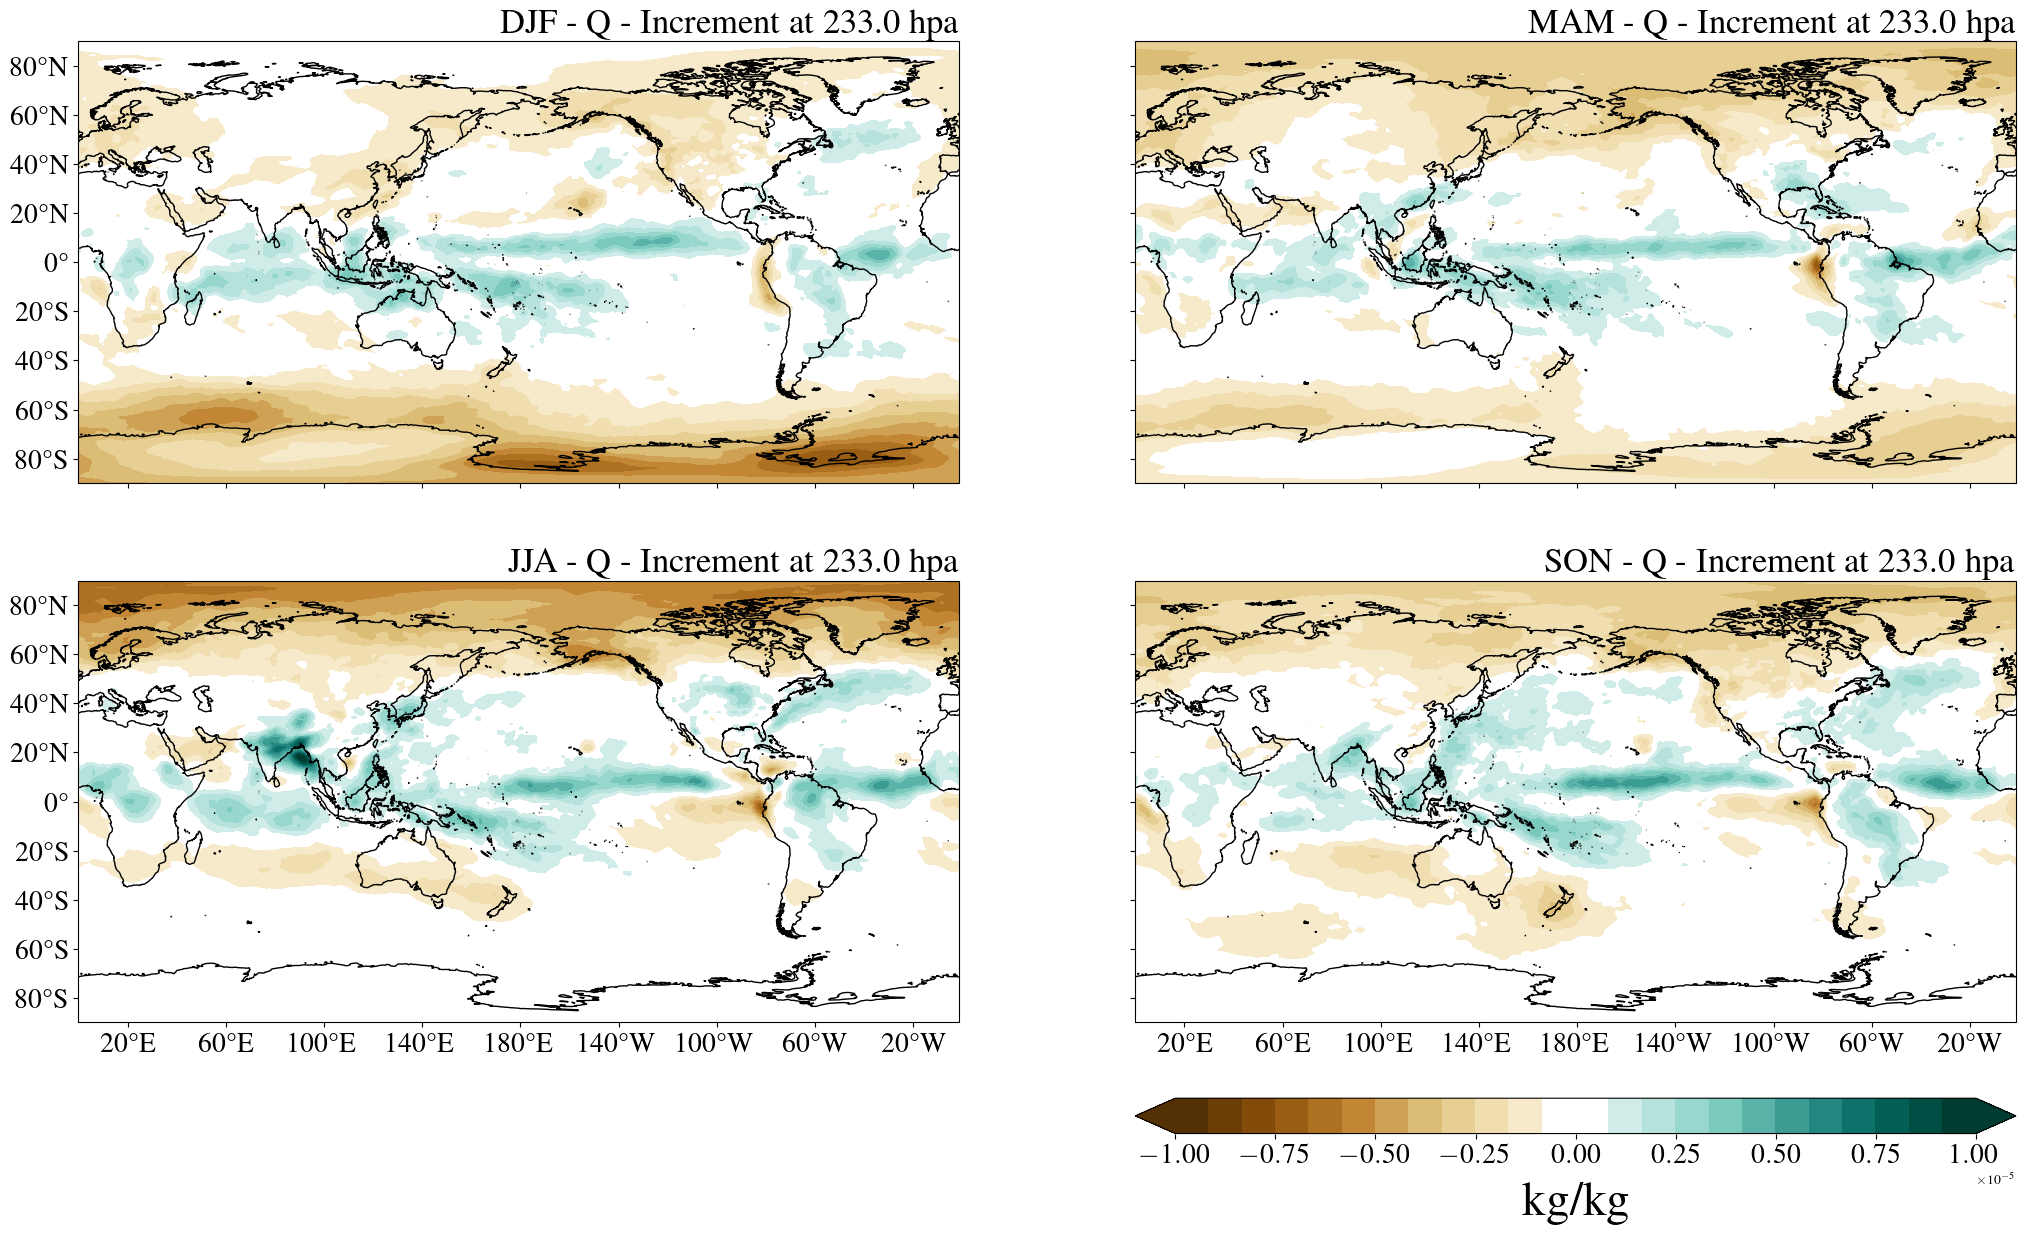 DJF - Q - Increment at 233.0 hpa
MAM - Q - Increment at 233.0 hpa
80°N
60°N
40°N
20°N
0°
20°S
40°S
60°S
80°S
JJA - Q - Increment at 233.0 hpa
SON - Q - Increment at 233.0 hpa
80°N
60°N
40°N
20°N
0°
20°S
40°S
60°S
80°S
20°E 60°E 100°E 140°E 180°E 140°W 100°W 60°W 20°W
20°E 60°E 100°E 140°E 180°E 140°W 100°W 60°W 20°W
−1.00 −0.75 −0.50 −0.25 0.00 0.25 0.50 0.75 1.00
×10⁻⁵
kg/kg